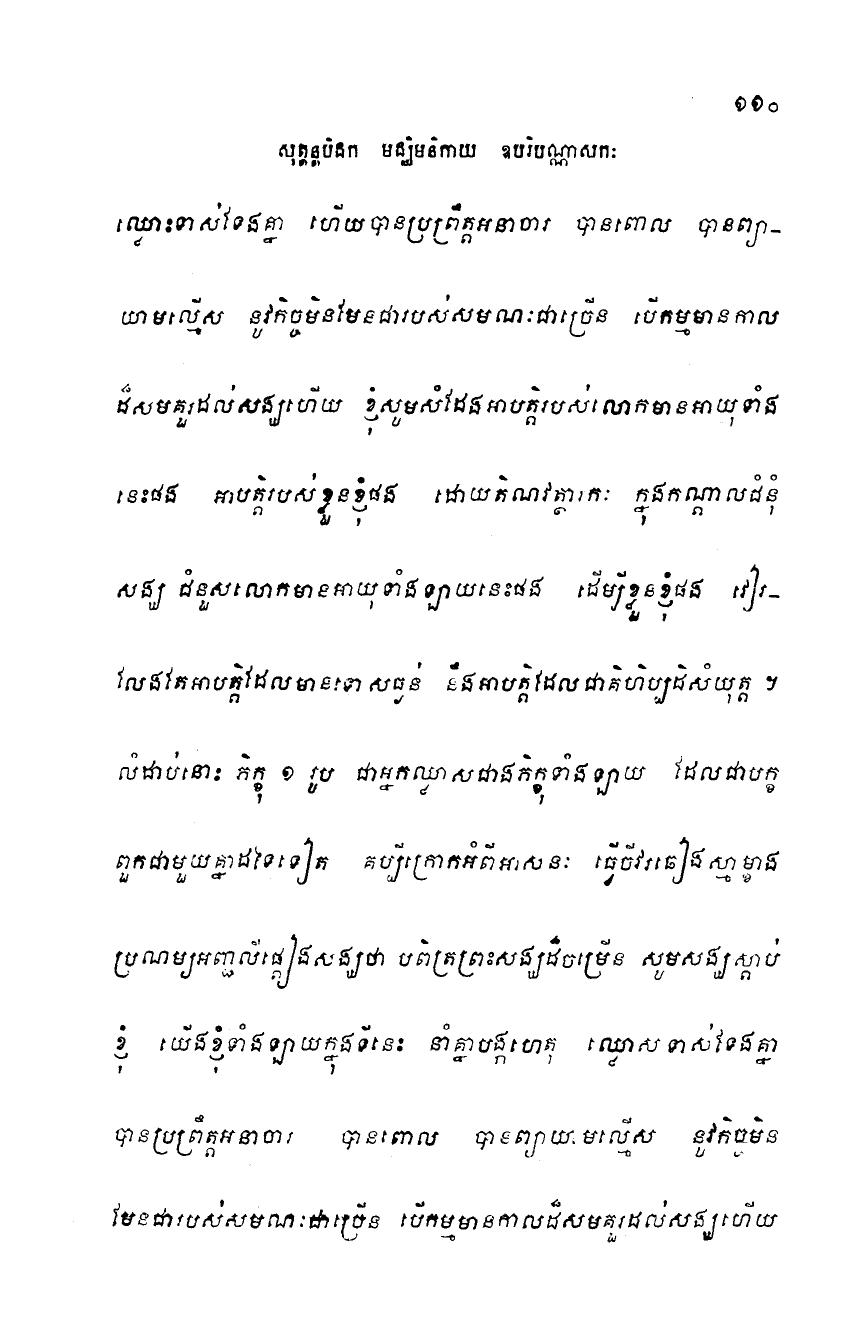 ១១០
សុត្តន្តបិដក មជ្ឈិមនិកាយ ឧបរិបណ្ណាសកៈ
ឈ្លោះទាស់ទែងគ្នា ហើយបានប្រព្រឹត្តអនាចារ បានពោល បានព្យា-
យាមល្មើស នូវកិច្ចមិនមែនជារបស់សមណៈជាច្រើន បើកម្មមានកាល
ដ៏សមគួរដល់សង្ឃហើយ ខ្ញុំសូមសំដែងអាបត្តិរបស់លោកមានអាយុទាំង
នេះផង អាបត្តិរបស់ខ្លួនខ្ញុំផង ដោយតិណវត្ថារកៈ ក្នុងកណ្តាលជំនុំ
សង្ឃ ជំនួសលោកមានអាយុទាំងឡាយនេះផង ដើម្បីខ្លួនខ្ញុំផង វៀរ-
លែងតែអាបត្តិដែលមានទោសធ្ងន់ នឹងអាបត្តិដែលជាគិហិប្បដិសំយុត្ត ។
លំដាប់នោះ ភិក្ខុ ១ រូប ជាអ្នកឈ្លាសជាងភិក្ខុទាំងឡាយ ដែលជាបក្ខ
ពួកជាមួយគ្នាដទៃទៀត គប្បីក្រោកអំពីអាសនៈ ធ្វើចីវរឆៀងស្មាម្ខាង
ប្រណម្យអញ្ជលីផ្តៀងសង្ឃថា បពិត្រព្រះសង្ឃដ៏ចម្រើន សូមសង្ឃស្តាប់
ខ្ញុំ យើងខ្ញុំទាំងឡាយក្នុងទីនេះ នាំគ្នាបង្កហេតុ ឈ្លោស ទាស់ទែងគ្នា
បានប្រព្រឹត្តអនាចារ បានពោល បានព្យាយាមល្មើស នូវកិច្ចមិន
មែនជារបស់សមណៈជាច្រើន បើកម្មមានកាលដ៏សមគួរដល់សង្ឃហើយ